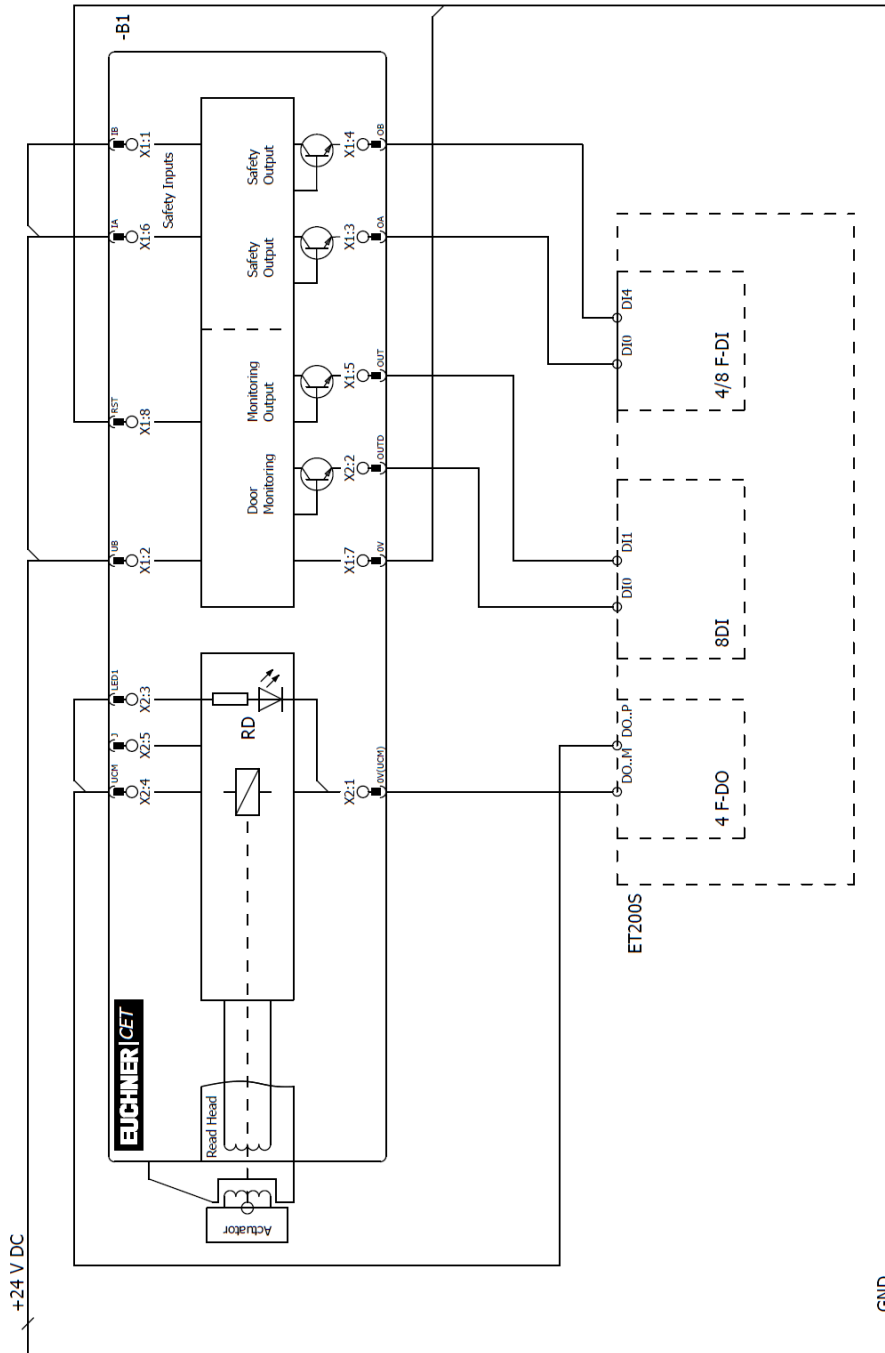 +24 V DC
-B1
EUCHNER CET
UCM
X2:4
J
X2:5
LED1
X2:3
UB
X1:2
RST
X1:8
IA
X1:6
IB
X1:1
Safety Inputs
Read Head
Actuator
RD
Door
Monitoring
Monitoring
Output
Safety
Output
Safety
Output
X2:1
0V(UCM)
X1:7
0V
X2:2
OUTD
X1:5
OUT
X1:3
OA
X1:4
OB
ET200S
DO..M
DO..P
4 F-DO
DI0
DI1
8DI
DI0
DI4
4/8 F-DI
GND